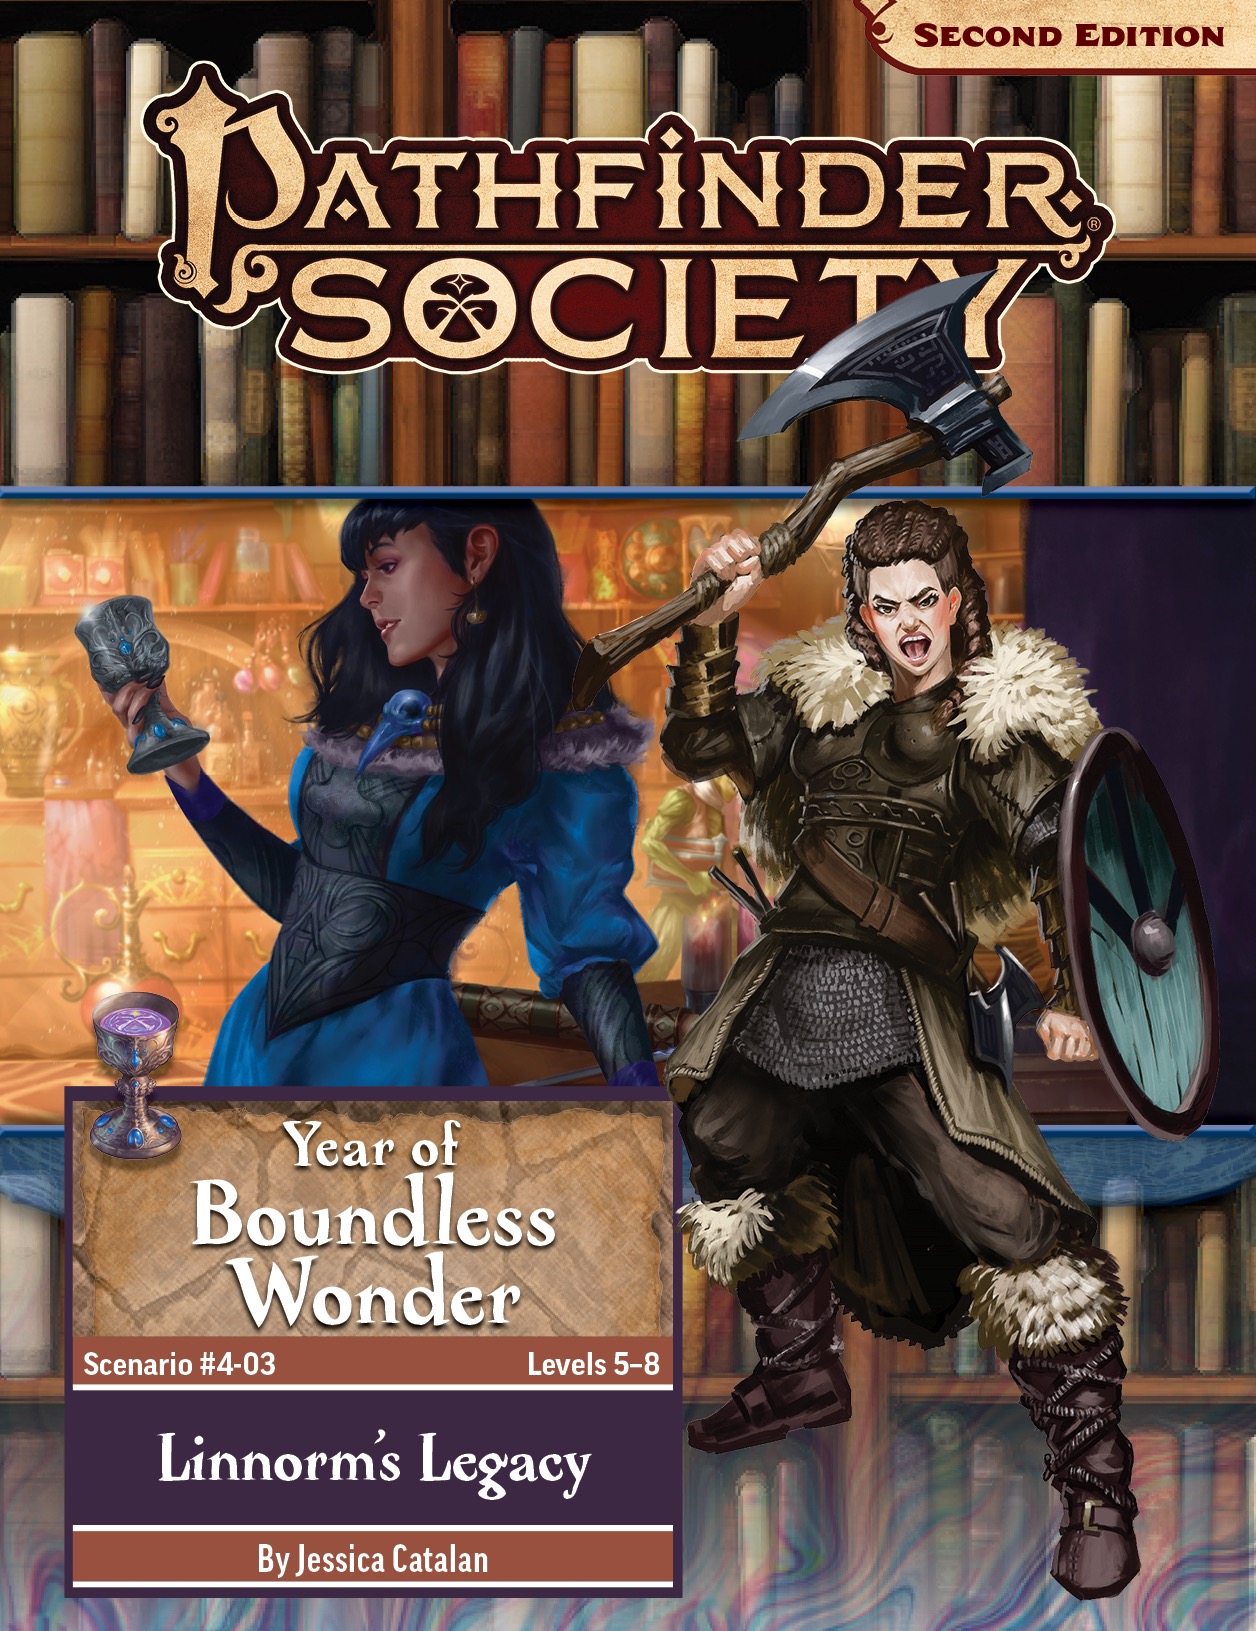 Second Edition
Pathfinder
Society®
Year of
Boundless
Wonder
Scenario #4-03
Levels 5–8
Linnorm's Legacy
By Jessica Catalan